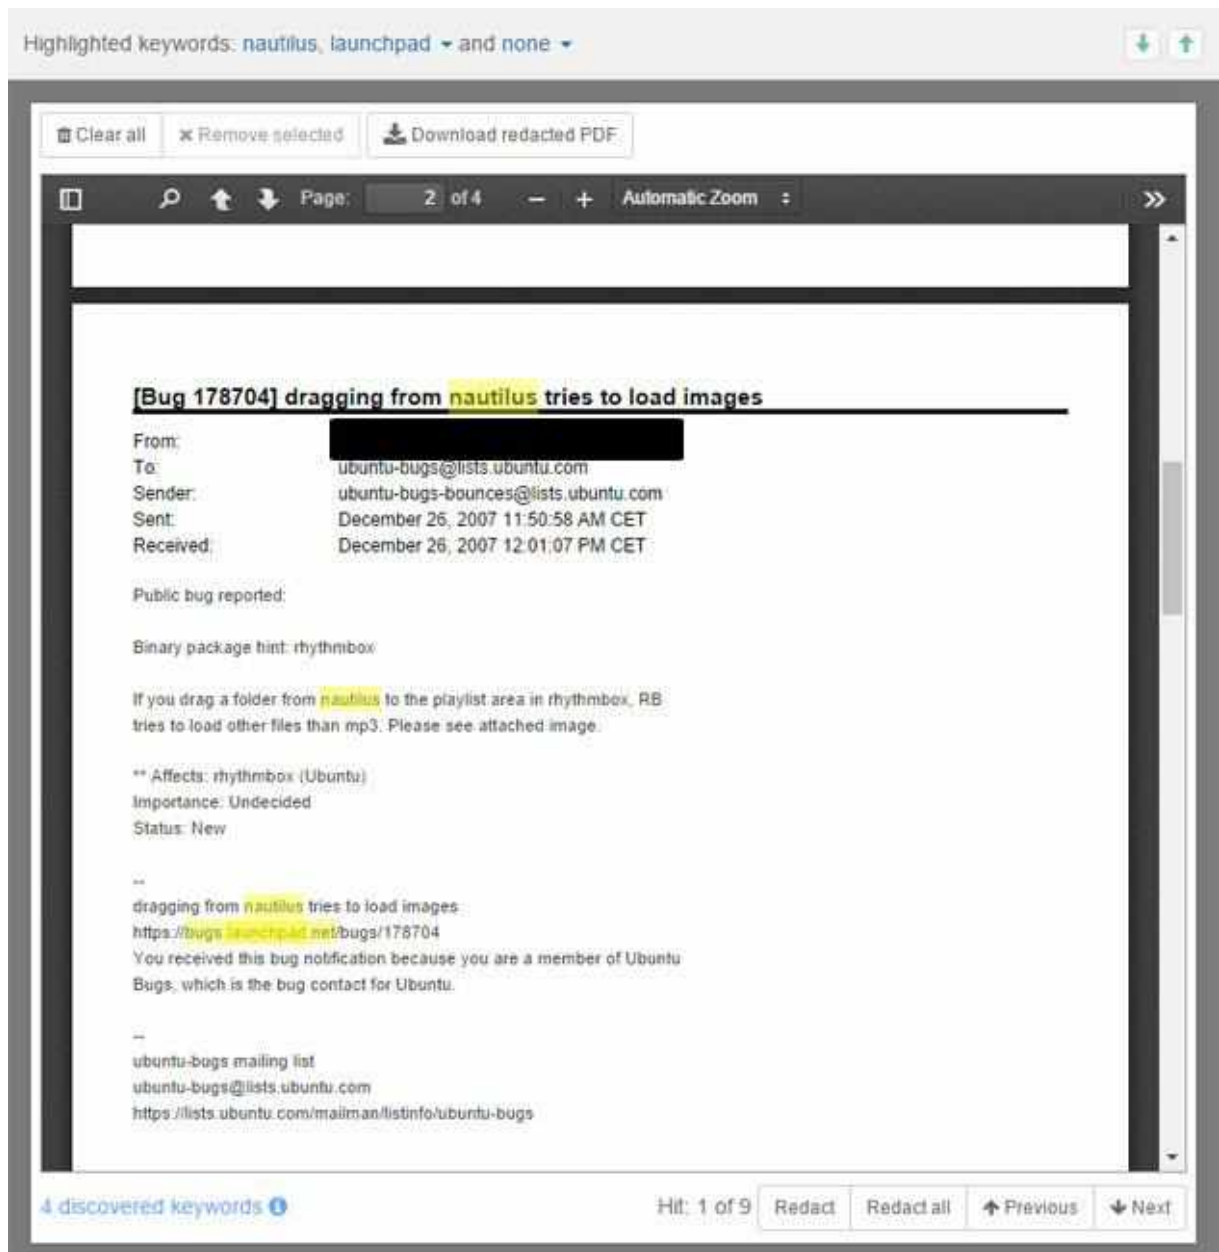 Highlighted keywords: nautilus, launchpad and none
Clear all Remove selected Download redacted PDF
Page: 2 of 4 Automatic Zoom
[Bug 178704] dragging from nautilus tries to load images
From:
To: ubuntu-bugs@lists.ubuntu.com
Sender: ubuntu-bugs-bounces@lists.ubuntu.com
Sent: December 26, 2007 11:50:58 AM CET
Received: December 26, 2007 12:01:07 PM CET
Public bug reported:
Binary package hint: rhythmbox
If you drag a folder from nautilus to the playlist area in rhythmbox, RB
tries to load other files than mp3. Please see attached image.
** Affects: rhythmbox (Ubuntu)
Importance: Undecided
Status: New
--
dragging from nautilus tries to load images
https://bugs.launchpad.net/bugs/178704
You received this bug notification because you are a member of Ubuntu
Bugs, which is the bug contact for Ubuntu.
--
ubuntu-bugs mailing list
ubuntu-bugs@lists.ubuntu.com
https://lists.ubuntu.com/mailman/listinfo/ubuntu-bugs
4 discovered keywords Hit: 1 of 9 Redact Redact all Previous Next